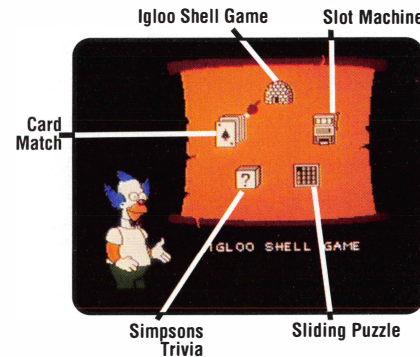 Igloo Shell Game
Slot Machine
Card
Match
?
IGLOO SHELL GAME
Simpsons
Trivia
Sliding Puzzle